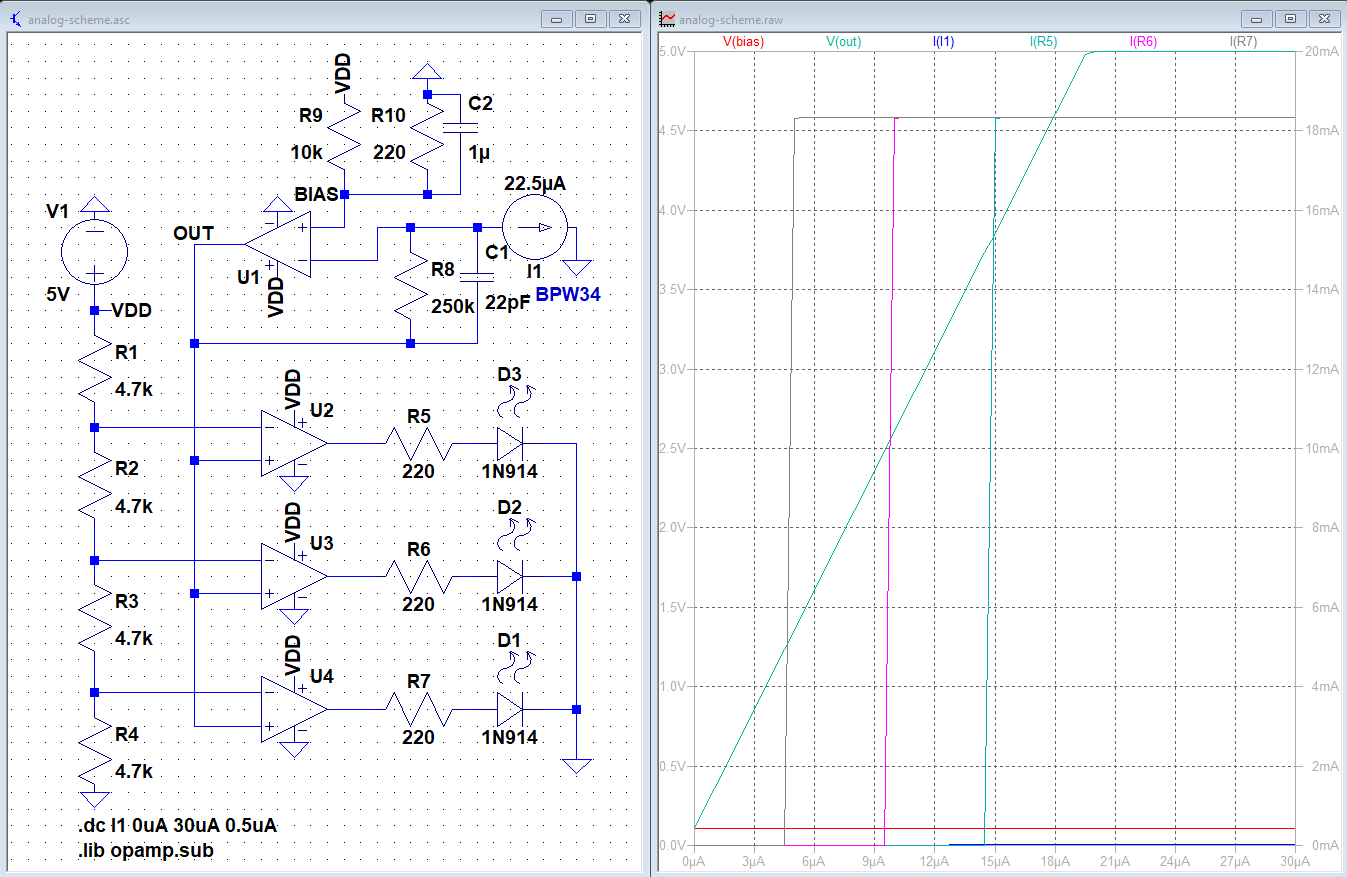 analog-scheme.asc
VDD
R9
10k
R10
220
C2
1µ
BIAS
22.5µA
I1
BPW34
V1
5V
VDD
OUT
U1
VDD
R8
250k
C1
22pF
R1
4.7k
R2
4.7k
R3
4.7k
R4
4.7k
VDD
U2
R5
220
D3
1N914
VDD
U3
R6
220
D2
1N914
VDD
U4
R7
220
D1
1N914
.dc I1 0uA 30uA 0.5uA
.lib opamp.sub
analog-scheme.raw
V(bias) V(out) I(I1) I(R5) I(R6) I(R7)
5.0V 20mA
4.5V 18mA
4.0V 16mA
3.5V 14mA
3.0V 12mA
2.5V 10mA
2.0V 8mA
1.5V 6mA
1.0V 4mA
0.5V 2mA
0.0V 0mA
0µA 3µA 6µA 9µA 12µA 15µA 18µA 21µA 24µA 27µA 30µA